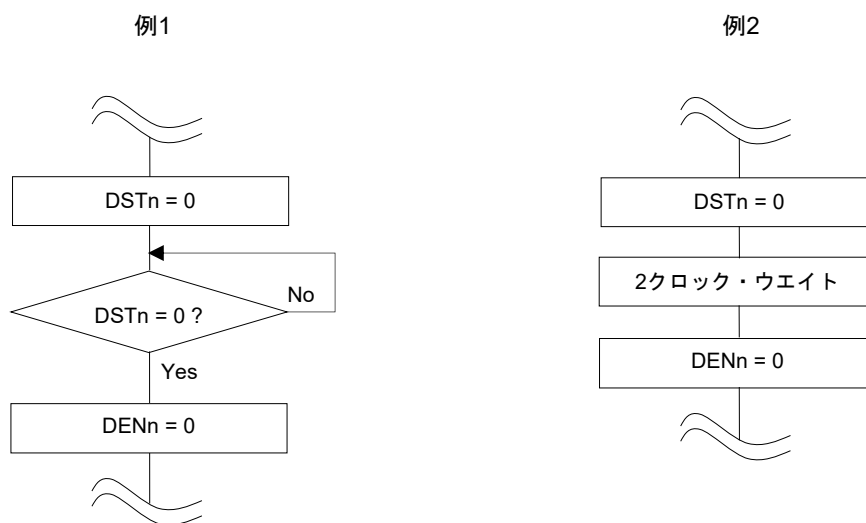 例1
DSTn = 0
DSTn = 0 ?
No
Yes
DENn = 0
例2
DSTn = 0
2クロック・ウエイト
DENn = 0